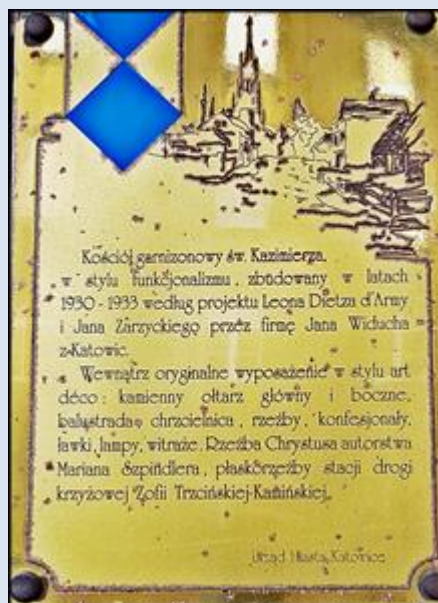 Kościół garnizonowy św. Kazimierza,
w stylu funkcjonalizmu, zbudowany w latach
1930 - 1933 według projektu Leona Dietza d'Army
i Jana Zarzyckiego przez firmę Jana Widucha
z Katowic.
Wewnątrz oryginalne wyposażenie w stylu art
déco: kamienny ołtarz główny i boczne,
balustrada, chrzcielnica, rzeźby, konfesjonały,
ławki, lampy, witraże. Rzeźba Chrystusa autorstwa
Mariana Szpindlera, płaskorzeźby stacji drogi
krzyżowej Zofii Trzcińskiej-Kamińskiej.
Urząd Miasta Katowice